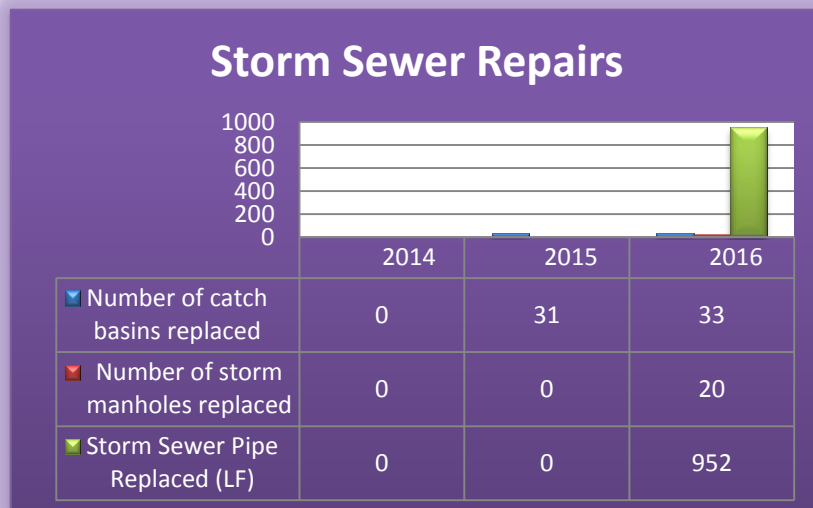 Storm Sewer Repairs
1000
800
600
400
200
0
2014 2015 2016
Number of catch
basins replaced
0 31 33
Number of storm
manholes replaced
0 0 20
Storm Sewer Pipe
Replaced (LF)
0 0 952